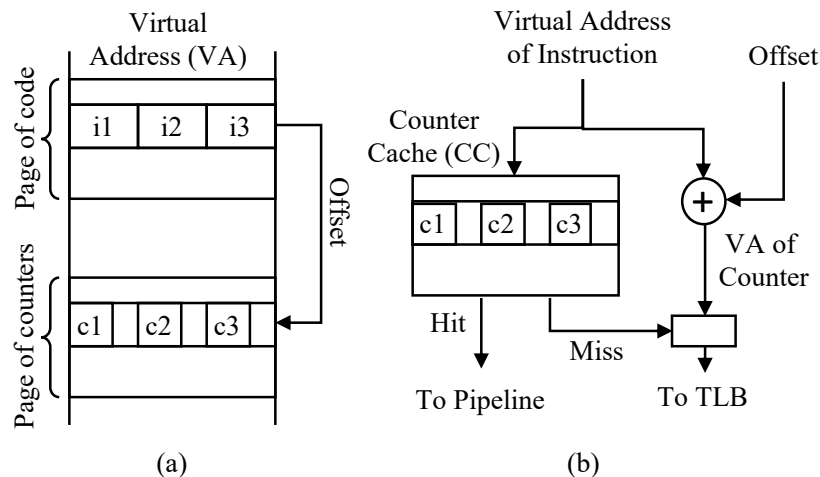 Virtual
Address (VA)
Page of code
i1 i2 i3
Offset
Page of counters
c1 c2 c3
(a)
Virtual Address
of Instruction
Offset
Counter
Cache (CC)
c1 c2 c3
+
VA of
Counter
Hit
Miss
To Pipeline
To TLB
(b)